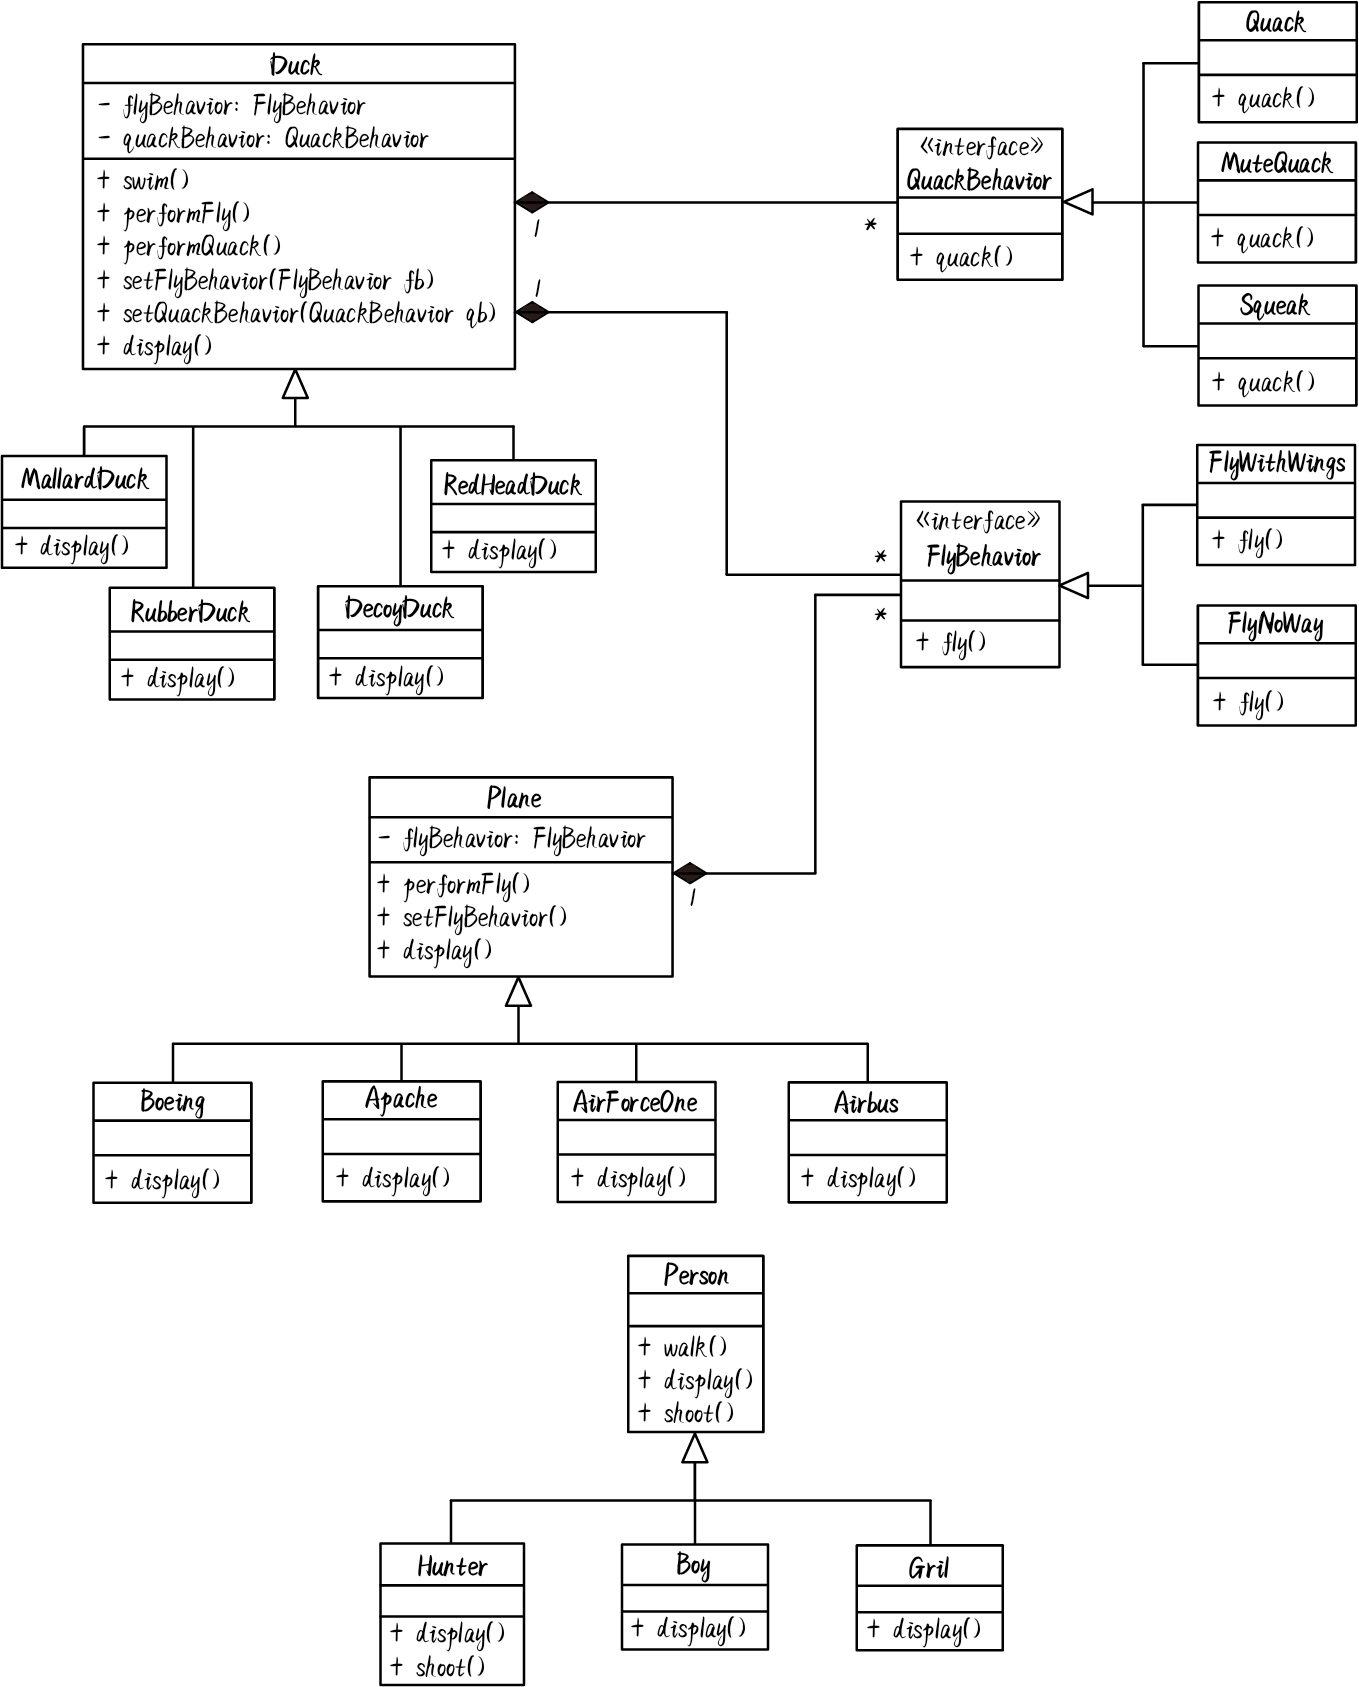 Duck
- flyBehavior: FlyBehavior
- quackBehavior: QuackBehavior
+ swim()
+ performFly()
+ performQuack()
+ setFlyBehavior(FlyBehavior fb)
+ setQuackBehavior(QuackBehavior qb)
+ display()
1
*
1
*
«interface»
QuackBehavior
+ quack()
Quack
+ quack()
MuteQuack
+ quack()
Squeak
+ quack()
MallardDuck
+ display()
RubberDuck
+ display()
DecoyDuck
+ display()
RedHeadDuck
+ display()
«interface»
FlyBehavior
+ fly()
*
FlyWithWings
+ fly()
FlyNoWay
+ fly()
Plane
- flyBehavior: FlyBehavior
+ performFly()
+ setFlyBehavior()
+ display()
1
Boeing
+ display()
Apache
+ display()
AirForceOne
+ display()
Airbus
+ display()
Person
+ walk()
+ display()
+ shoot()
Hunter
+ display()
+ shoot()
Boy
+ display()
Gril
+ display()